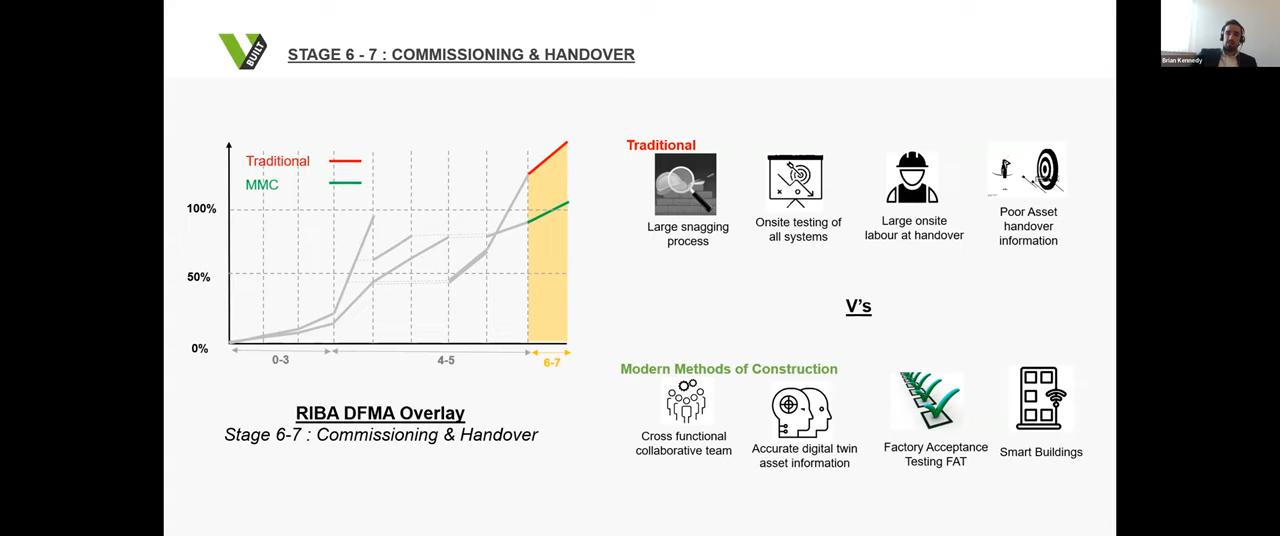 BUILT
STAGE 6 - 7 : COMMISSIONING & HANDOVER
Brian Kennedy
Traditional
MMC
100%
50%
0%
0-3
4-5
6-7
RIBA DFMA Overlay
Stage 6-7 : Commissioning & Handover
Traditional
Large snagging
process
Onsite testing of
all systems
Large onsite
labour at handover
Poor Asset
handover
information
V's
Modern Methods of Construction
Cross functional
collaborative team
Accurate digital twin
asset information
Factory Acceptance
Testing FAT
Smart Buildings